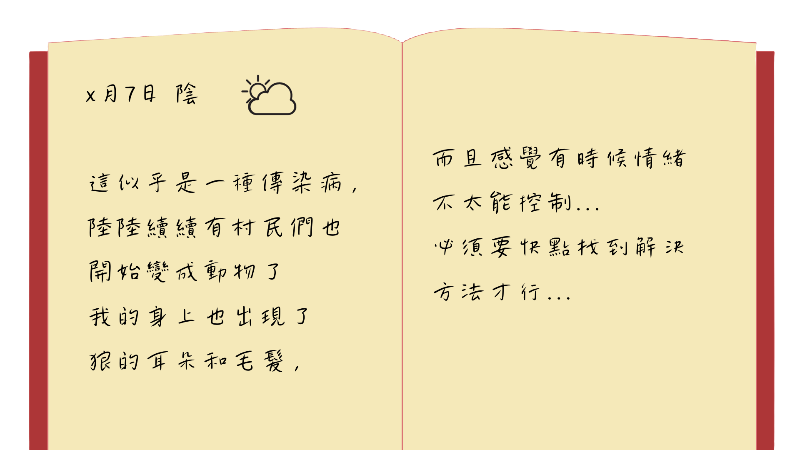 x月7日 陰
這似乎是一種傳染病，
陸陸續續有村民們也
開始變成動物了
我的身上也出現了
狼的耳朵和毛髮，
而且感覺有時候情緒
不太能控制...
必須要快點找到解決
方法才行...